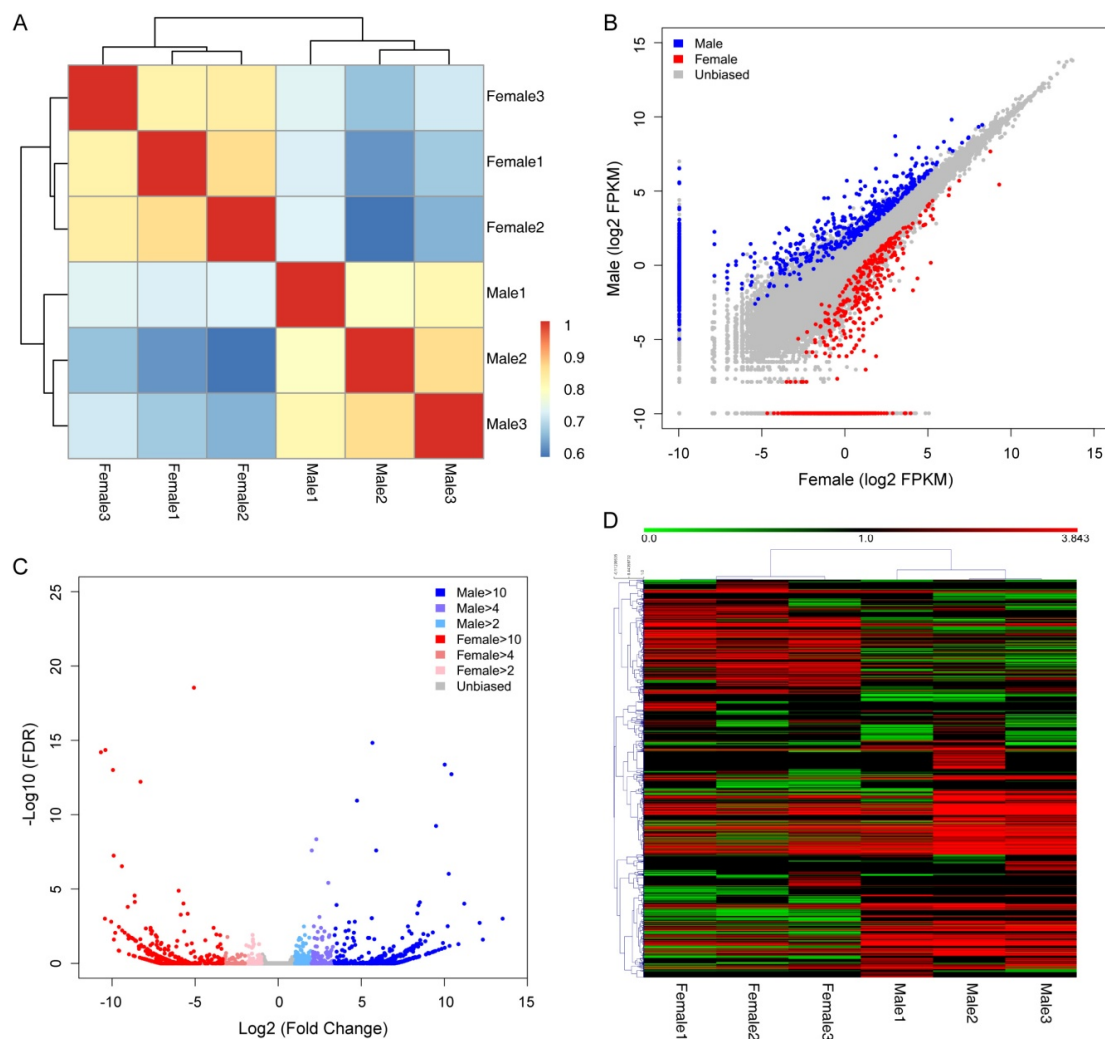 A
Female3
Female1
Female2
Male1
Male2
Male3
1
0.9
0.8
0.7
0.6
Female3
Female1
Female2
Male1
Male2
Male3
B
Male
Female
Unbiased
15
10
5
0
-5
-10
Male (log2 FPKM)
-10
-5
0
5
10
15
Female (log2 FPKM)
C
Male>10
Male>4
Male>2
Female>10
Female>4
Female>2
Unbiased
25
20
15
10
5
0
-Log10 (FDR)
-10
-5
0
5
10
15
Log2 (Fold Change)
D
0.0
1.0
3.843
Female1
Female2
Female3
Male1
Male2
Male3